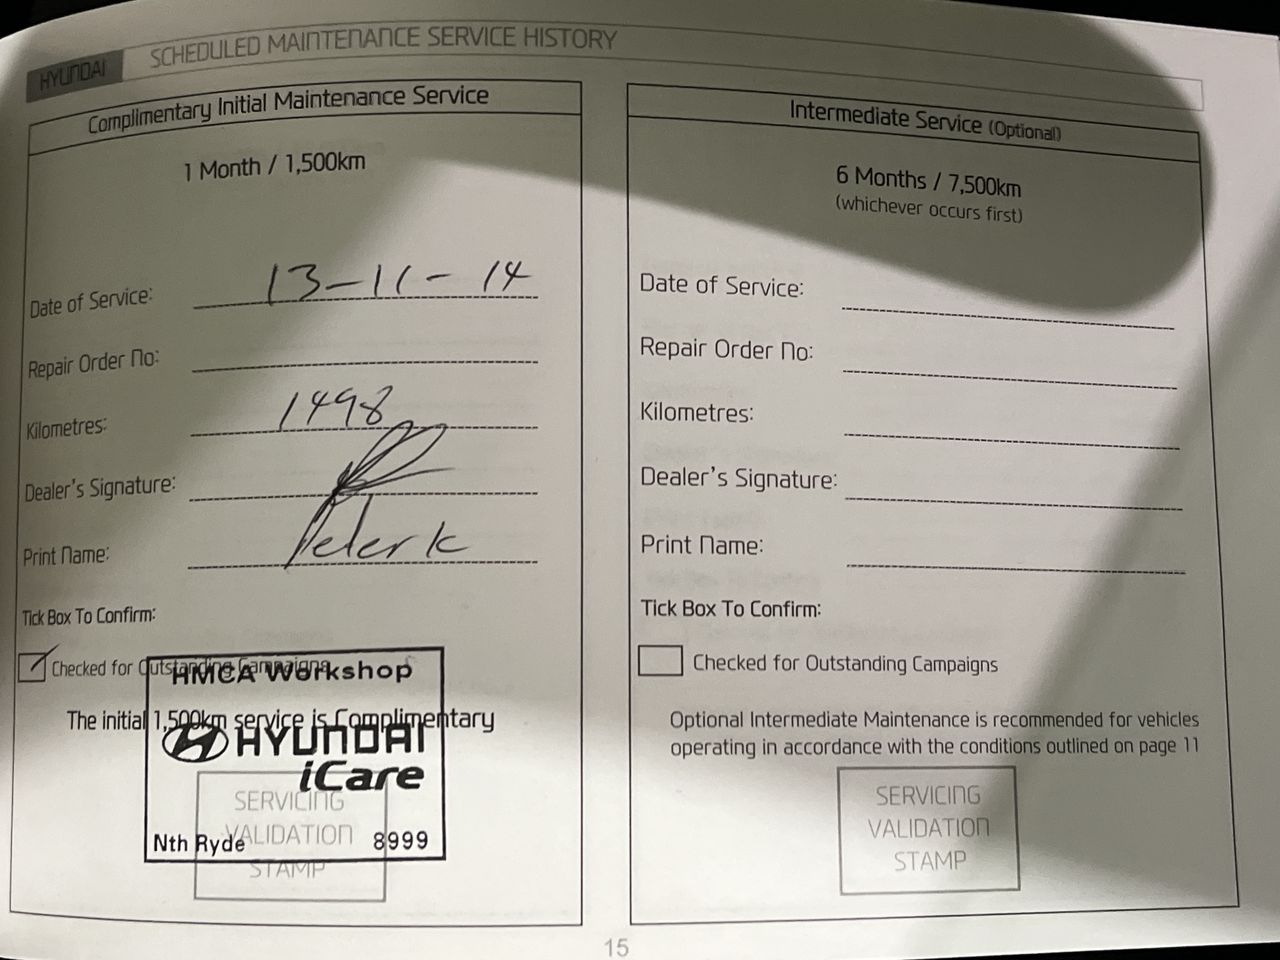 HYUNDAI
SCHEDULED MAINTENANCE SERVICE HISTORY
Complimentary Initial Maintenance Service
1 Month / 1,500km
Date of Service: 13-11-14
Repair Order No:
Kilometres: 1498
Dealer's Signature:
Print Name: Peter K
Tick Box To Confirm:
Checked for Outstanding Campaigns
The initial 1,500km service is Complimentary
HMCA Workshop
HYUNDAI
iCare
Nth Ryde 8999
SERVICING
VALIDATION
STAMP
Intermediate Service (Optional)
6 Months / 7,500km
(whichever occurs first)
Date of Service:
Repair Order No:
Kilometres:
Dealer's Signature:
Print Name:
Tick Box To Confirm:
Checked for Outstanding Campaigns
Optional Intermediate Maintenance is recommended for vehicles
operating in accordance with the conditions outlined on page 11
SERVICING
VALIDATION
STAMP
15